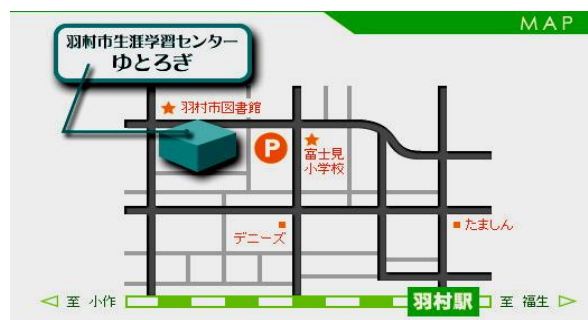 MAP
羽村市生涯学習センター
ゆとろぎ
羽村市図書館
P
富士見
小学校
デニーズ
たましん
至 小作
羽村駅
至 福生